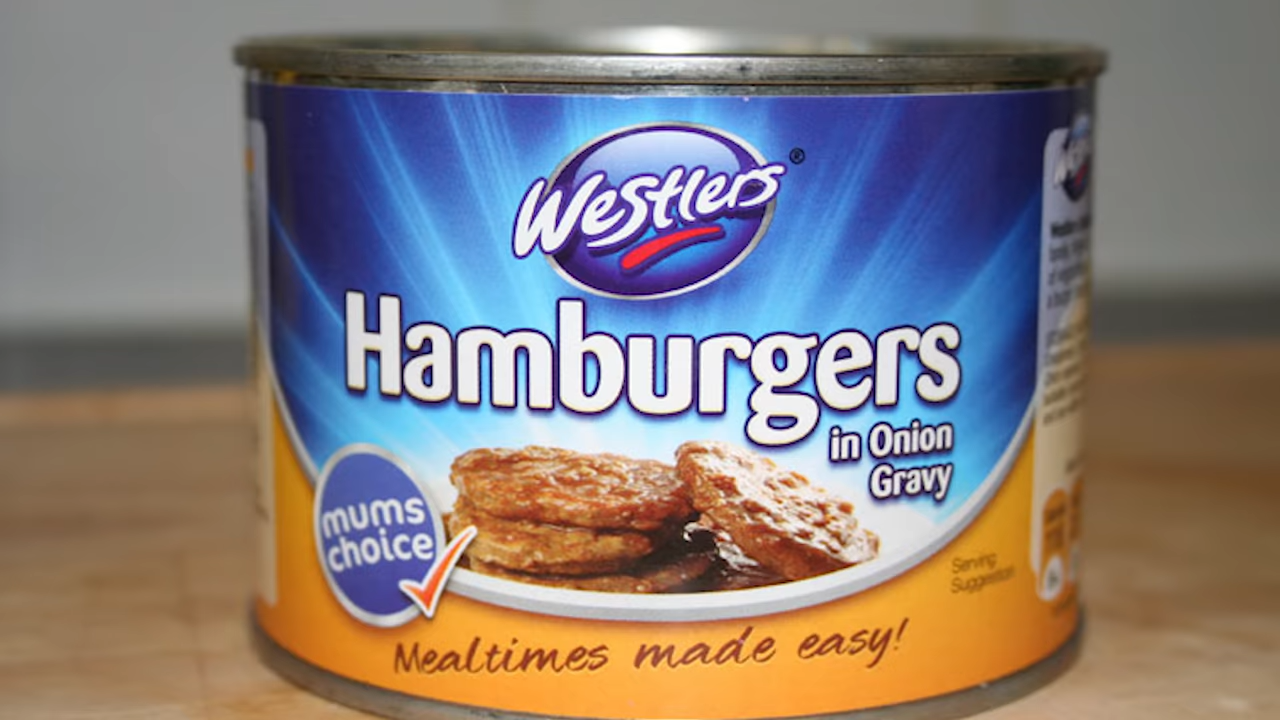 Westlers®
Hamburgers
in Onion
Gravy
mums
choice
Serving
Suggestion
Mealtimes made easy!